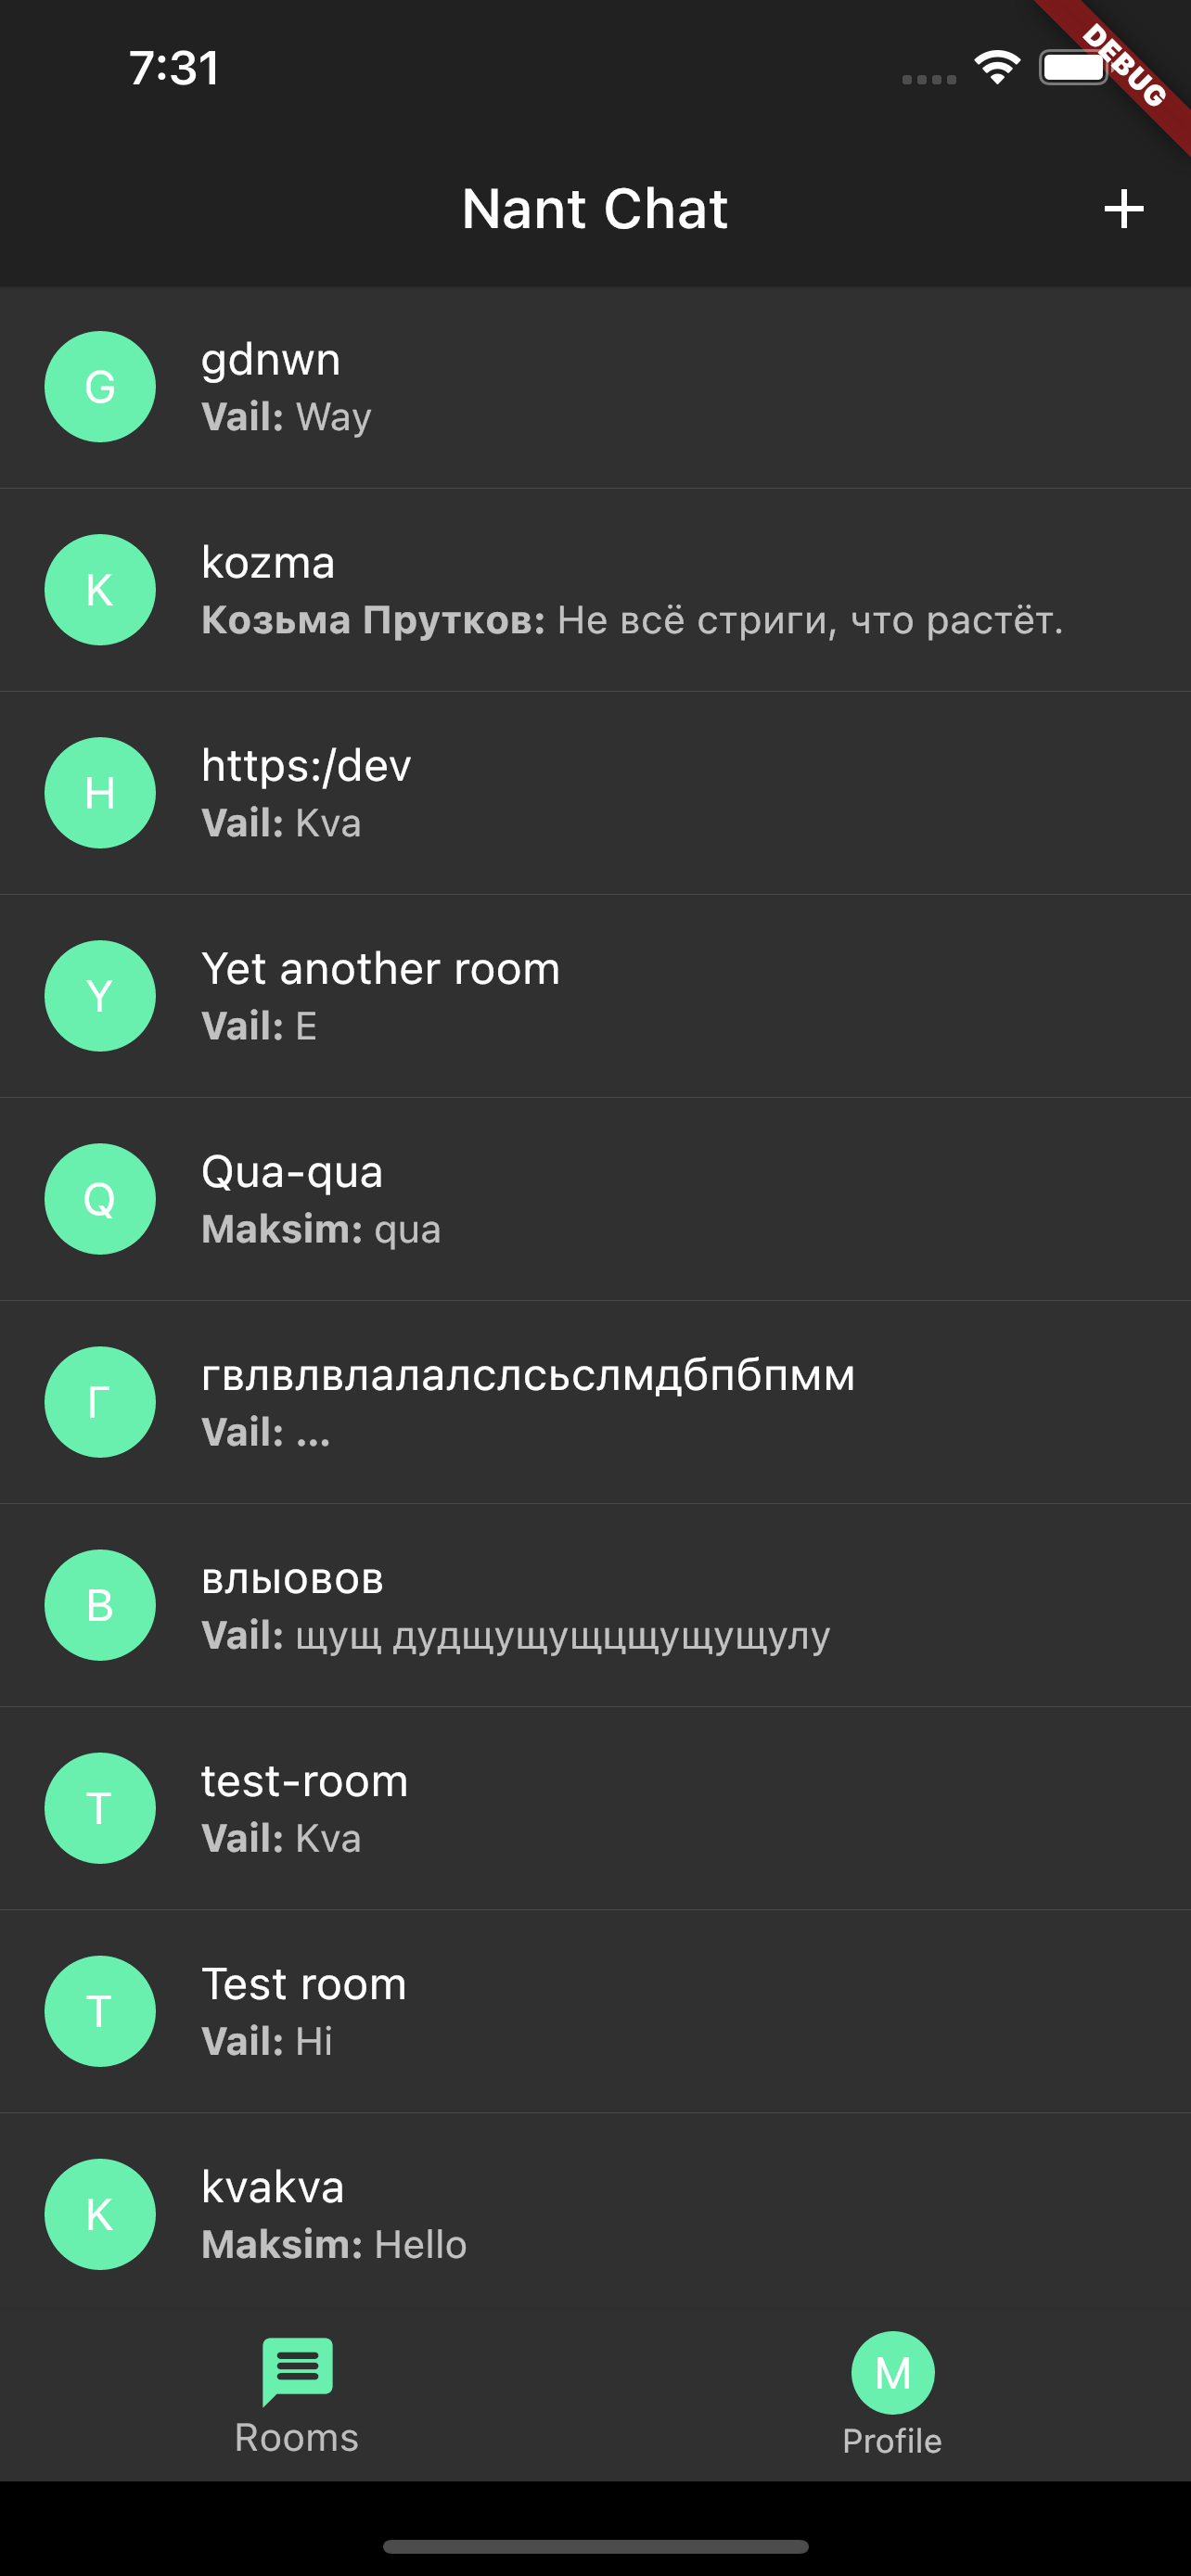 7:31
DEBUG
Nant Chat
G
gdnwn
Vail: Way
K
kozma
Козьма Прутков: Не всё стриги, что растёт.
H
https:/dev
Vail: Kva
Y
Yet another room
Vail: E
Q
Qua-qua
Maksim: qua
Г
гвлвлвлалалслсьслмдбпбпмм
Vail: ...
В
влыовов
Vail: щущ дудщущущцщущущулу
T
test-room
Vail: Kva
T
Test room
Vail: Hi
K
kvakva
Maksim: Hello
M
Rooms
Profile